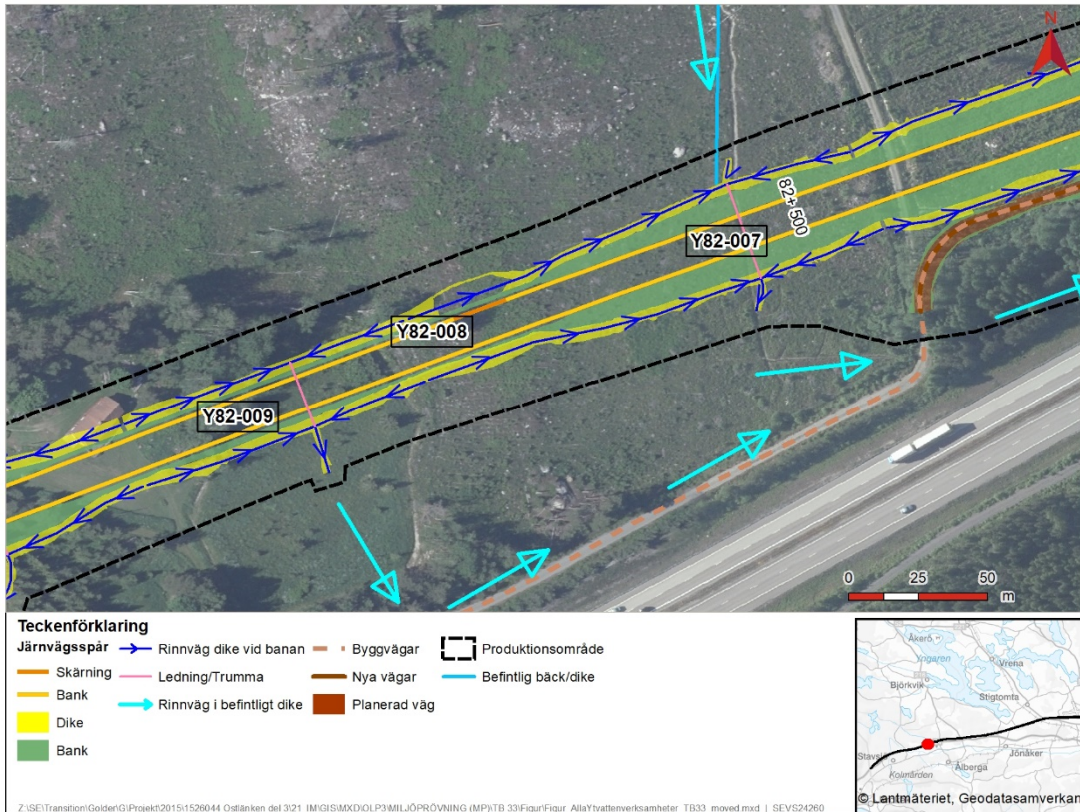 N
82+500
Y82-007
Y82-008
Y82-009
0 25 50
m
Teckenförklaring
Järnvägsspår
Skärning
Bank
Dike
Bank
Rinnväg dike vid banan
Ledning/Trumma
Rinnväg i befintligt dike
Byggvägar
Nya vägar
Planerad väg
Produktionsområde
Befintlig bäck/dike
Åkerö
Yngaren
Vrena
Björkvik
Stigtomta
Stavsjö
Jönåker
Ålberga
Kolmården
© Lantmäteriet, Geodatasamverkan